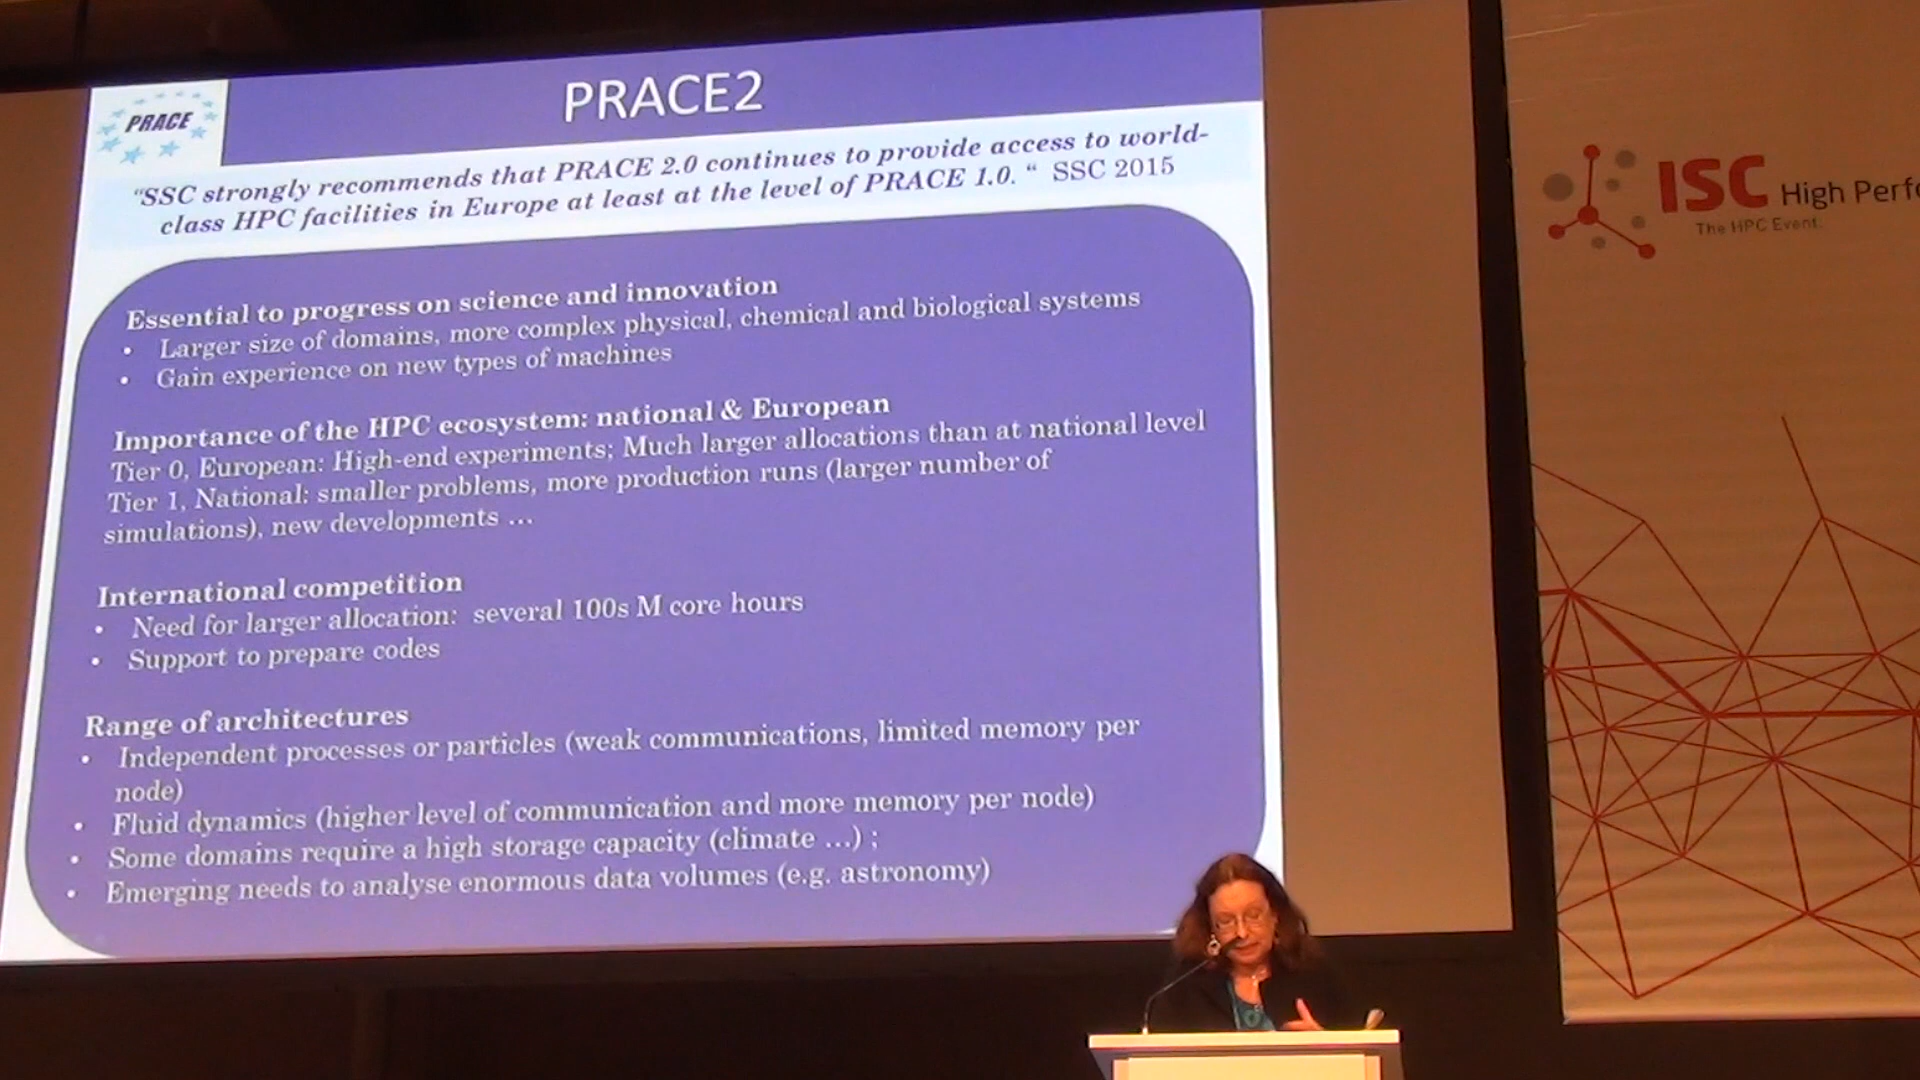 PRACE
PRACE2
"SSC strongly recommends that PRACE 2.0 continues to provide access to world-
class HPC facilities in Europe at least at the level of PRACE 1.0. “ SSC 2015
Essential to progress on science and innovation
• Larger size of domains, more complex physical, chemical and biological systems
• Gain experience on new types of machines
Importance of the HPC ecosystem: national & European
Tier 0, European: High-end experiments; Much larger allocations than at national level
Tier 1, National: smaller problems, more production runs (larger number of
simulations), new developments ...
International competition
• Need for larger allocation: several 100s M core hours
• Support to prepare codes
Range of architectures
• Independent processes or particles (weak communications, limited memory per
node)
• Fluid dynamics (higher level of communication and more memory per node)
• Some domains require a high storage capacity (climate ...) ;
• Emerging needs to analyse enormous data volumes (e.g. astronomy)
ISC High Perfo
The HPC Event.